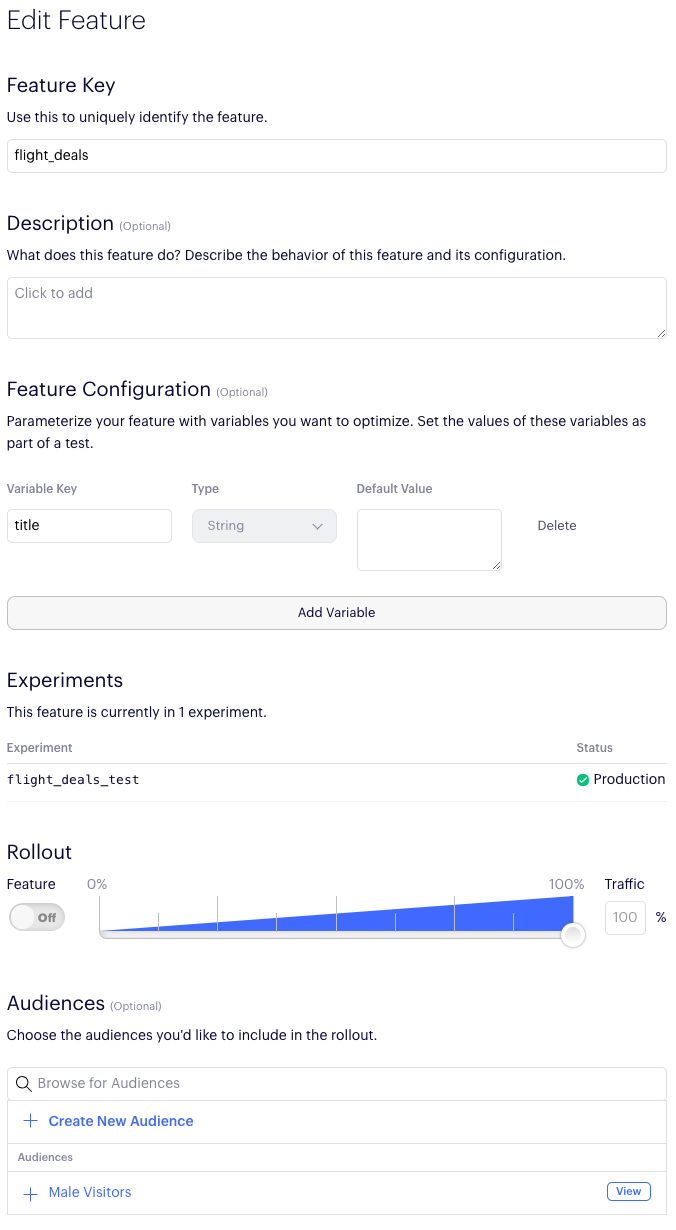 Edit Feature
Feature Key
Use this to uniquely identify the feature.
flight_deals
Description (Optional)
What does this feature do? Describe the behavior of this feature and its configuration.
Click to add
Feature Configuration (Optional)
Parameterize your feature with variables you want to optimize. Set the values of these variables as
part of a test.
Variable Key Type Default Value
title String Delete
Add Variable
Experiments
This feature is currently in 1 experiment.
Experiment Status
flight_deals_test Production
Rollout
Feature 0% 100% Traffic
Off 100 %
Audiences (Optional)
Choose the audiences you'd like to include in the rollout.
Browse for Audiences
Create New Audience
Audiences
Male Visitors View